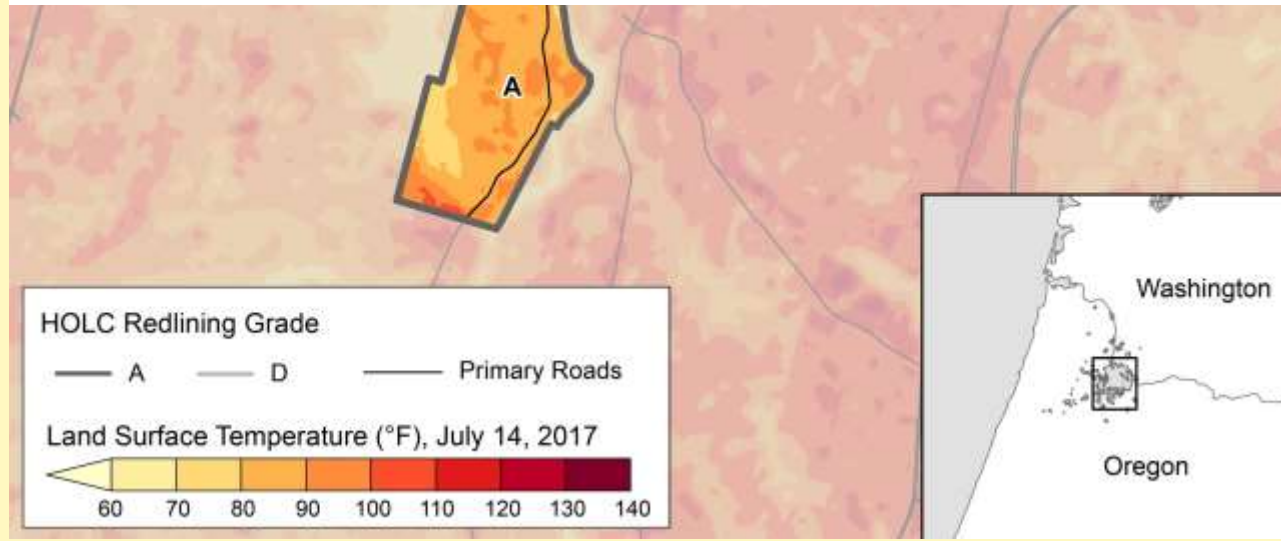 A
HOLC Redlining Grade
A D Primary Roads
Land Surface Temperature (°F), July 14, 2017
60 70 80 90 100 110 120 130 140
Washington
Oregon